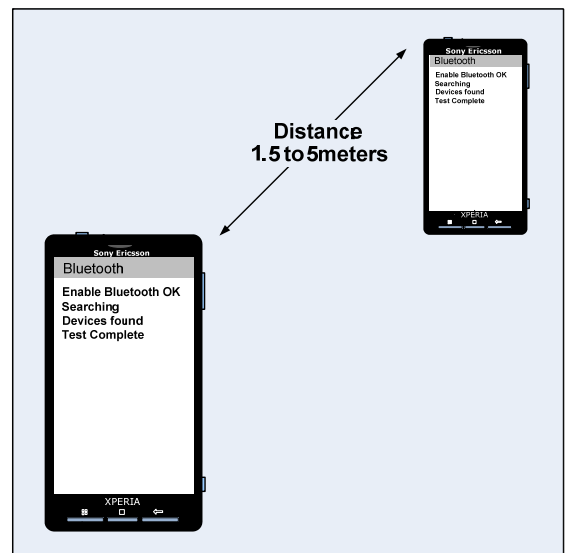 Sony Ericsson
Bluetooth
Enable Bluetooth OK
Searching
Devices found
Test Complete
XPERIA
Distance
1.5 to 5meters
Sony Ericsson
Bluetooth
Enable Bluetooth OK
Searching
Devices found
Test Complete
XPERIA